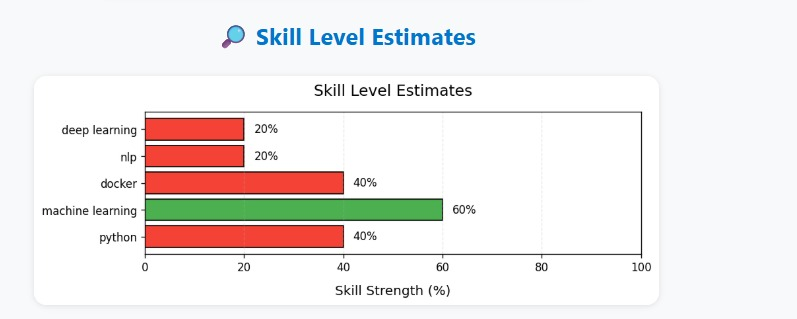 🔎 Skill Level Estimates
Skill Level Estimates
deep learning 20%
nlp 20%
docker 40%
machine learning 60%
python 40%
0 20 40 60 80 100
Skill Strength (%)